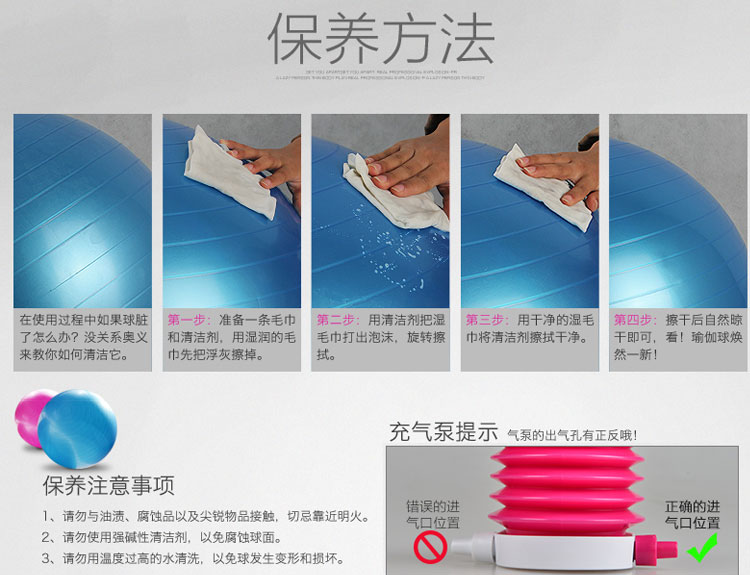 保养方法
在使用过程中如果球脏
了怎么办？没关系奥义
来教你如何清洁它。
第一步：准备一条毛巾
和清洁剂，用湿润的毛
巾先把浮灰擦掉。
第二步：用清洁剂把湿
毛巾打出泡沫，旋转擦
拭。
第三步：用干净的湿毛
巾将清洁剂擦拭干净。
第四步：擦干后自然晾
干即可，看！瑜伽球焕
然一新！
保养注意事项
1、请勿与油渍、腐蚀品以及尖锐物品接触，切忌靠近明火。
2、请勿使用强碱性清洁剂，以免腐蚀球面。
3、请勿用温度过高的水清洗，以免球发生变形和损坏。
充气泵提示 气泵的出气孔有正反哦！
错误的进
气口位置
正确的进
气口位置